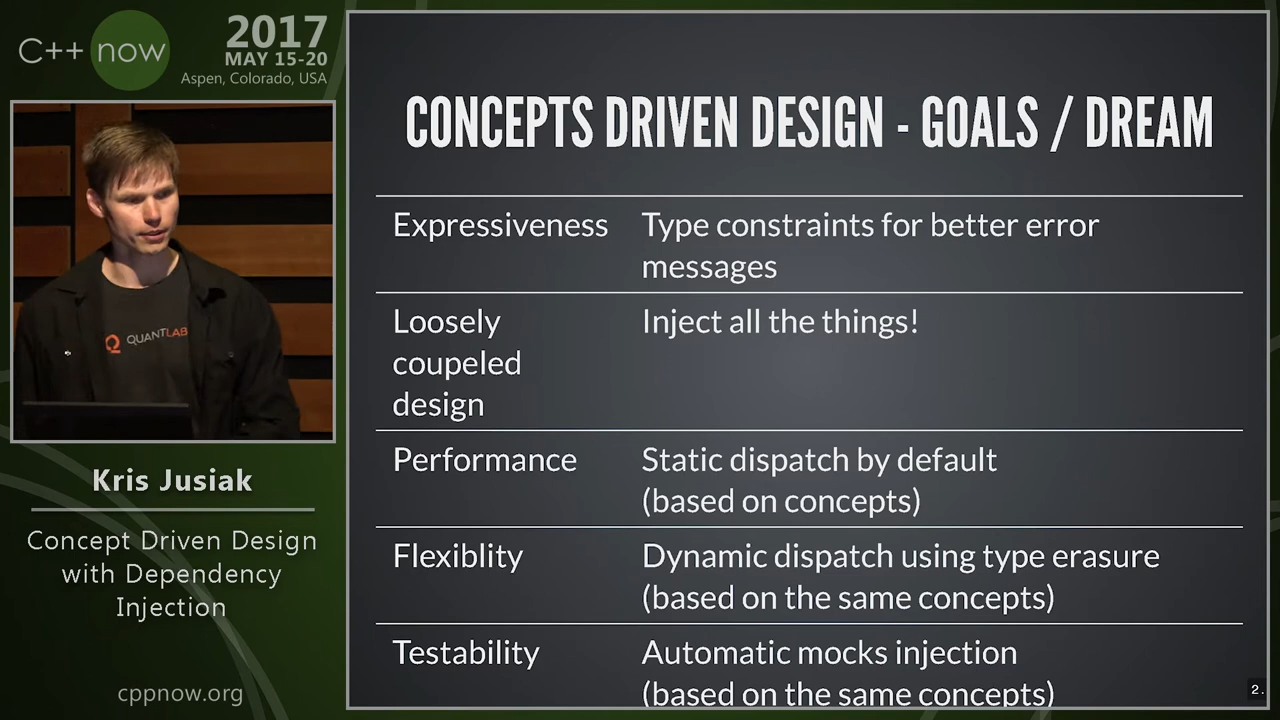 C++ now
2017
MAY 15-20
Aspen, Colorado, USA
QUANTLAB
Kris Jusiak
Concept Driven Design
with Dependency
Injection
cppnow.org
CONCEPTS DRIVEN DESIGN - GOALS / DREAM
Expressiveness
Type constraints for better error
messages
Loosely
coupeled
design
Inject all the things!
Performance
Static dispatch by default
(based on concepts)
Flexiblity
Dynamic dispatch using type erasure
(based on the same concepts)
Testability
Automatic mocks injection
(based on the same concepts)
2.